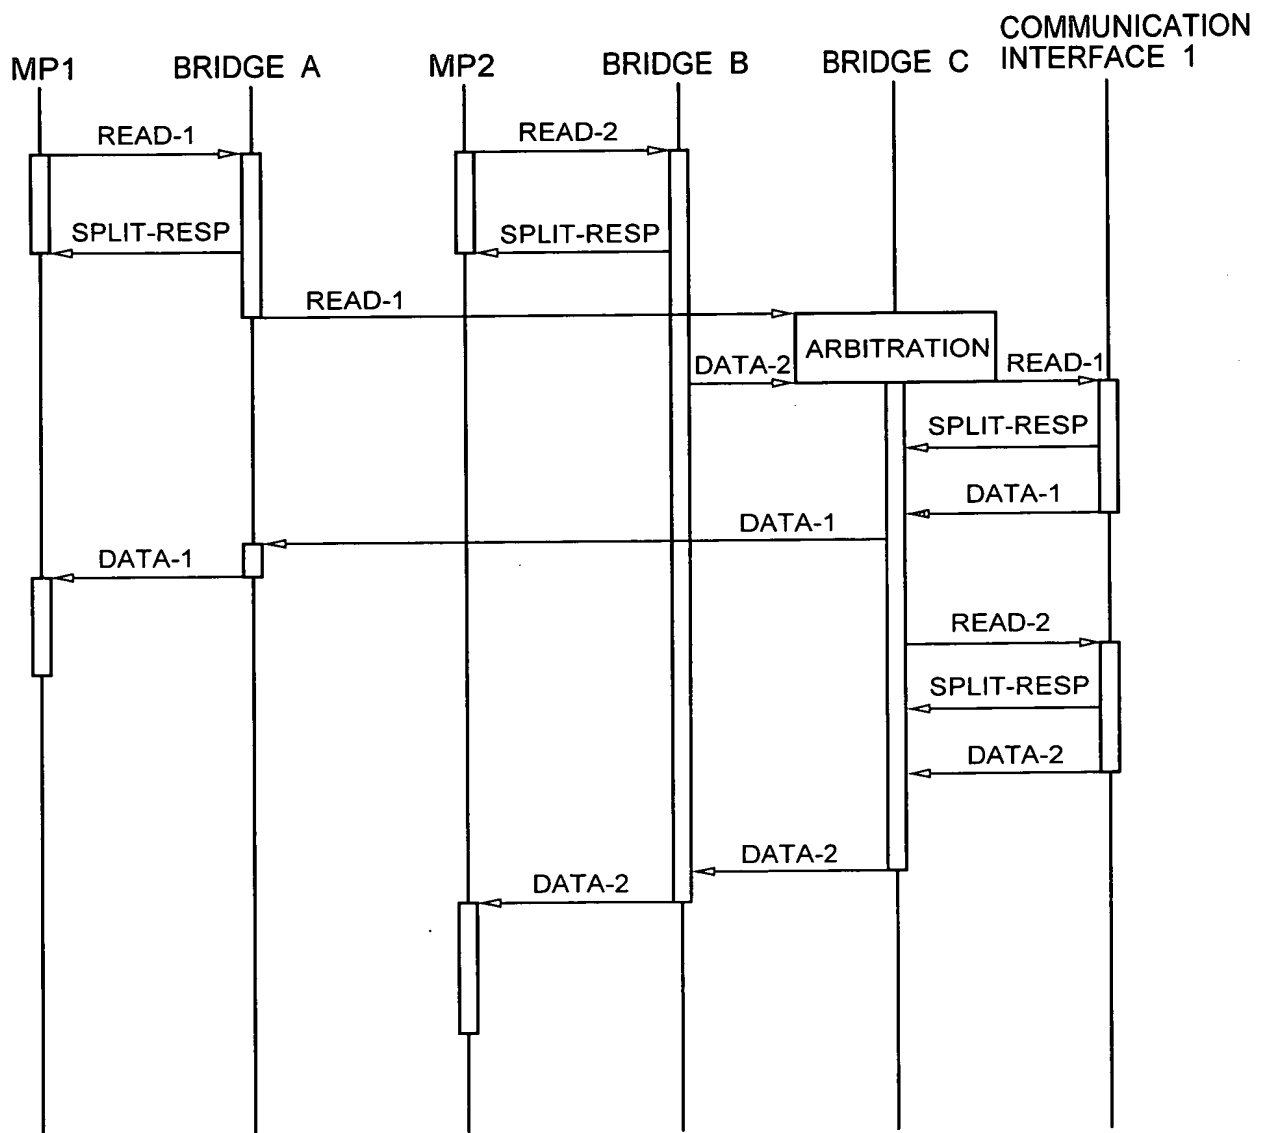 COMMUNICATION
INTERFACE 1
MP1
BRIDGE A
MP2
BRIDGE B
BRIDGE C
READ-1
READ-2
SPLIT-RESP
SPLIT-RESP
READ-1
ARBITRATION
DATA-2
READ-1
SPLIT-RESP
DATA-1
DATA-1
DATA-1
READ-2
SPLIT-RESP
DATA-2
DATA-2
DATA-2